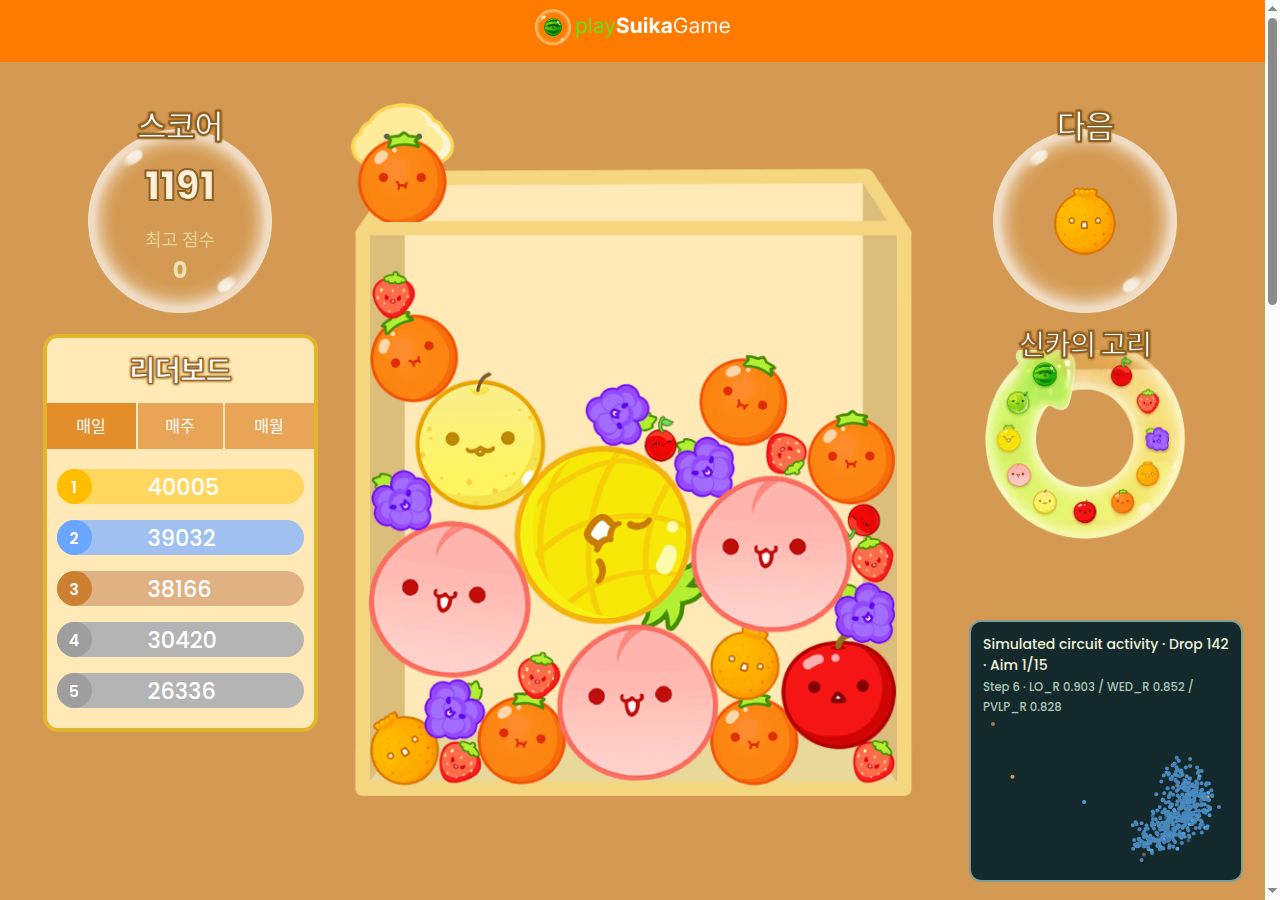 playSuikaGame
스코어
1191
최고 점수
0
다음
신카의 고리
리더보드
매일
매주
매월
1
40005
2
39032
3
38166
4
30420
5
26336
Simulated circuit activity · Drop 142
· Aim 1/15
Step 6 · LO_R 0.903 / WED_R 0.852 /
PVLP_R 0.828